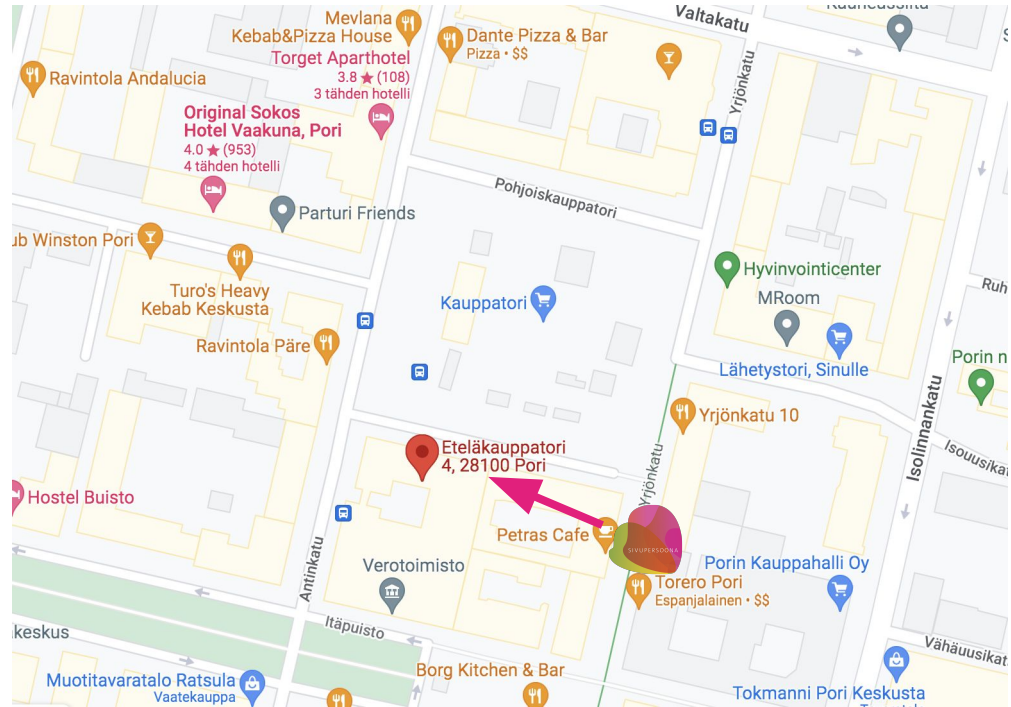 Valtakatu
Mevlana
Kebab&Pizza House
Dante Pizza & Bar
Pizza • $$
Torget Aparthotel
3.8 ★ (108)
3 tähden hotelli
Ravintola Andalucia
Yrjönkatu
Original Sokos
Hotel Vaakuna, Pori
4.0 ★ (953)
4 tähden hotelli
Pohjoiskauppatori
Parturi Friends
ub Winston Pori
Hyvinvointicenter
Turo's Heavy
Kebab Keskusta
Kauppatori
MRoom
Ruh
Ravintola Päre
Lähetystori, Sinulle
Porin n
Isolinnankatu
Yrjönkatu 10
Eteläkauppatori
4, 28100 Pori
Isouusikat
Yrjönkatu
Hostel Buisto
Petras Cafe
SIVUPERSOONA
Antinkatu
Verotoimisto
Porin Kauppahalli Oy
Torero Pori
Espanjalainen • $$
Itäpuisto
äkeskus
Vähäuusikat
Borg Kitchen & Bar
Muotitavaratalo Ratsula
Vaatekauppa
Tokmanni Pori Keskusta